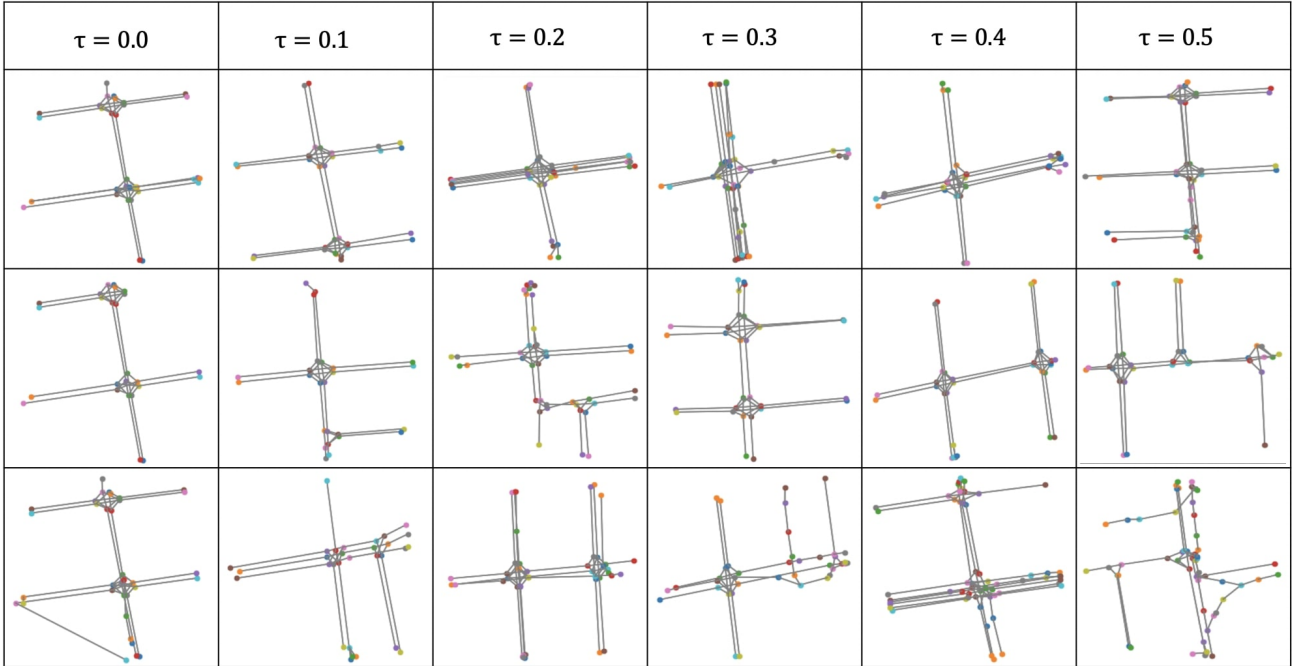 τ = 0.0 τ = 0.1 τ = 0.2 τ = 0.3 τ = 0.4 τ = 0.5